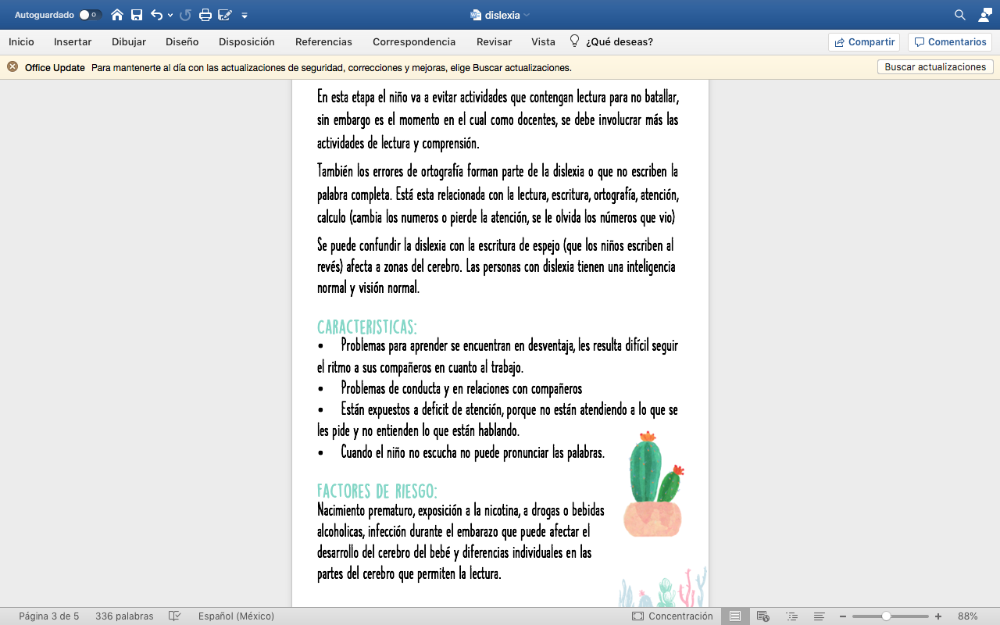 Autoguardado
dislexia
Inicio Insertar Dibujar Diseño Disposición Referencias Correspondencia Revisar Vista ¿Qué deseas? Compartir Comentarios
Office Update Para mantenerte al día con las actualizaciones de seguridad, correcciones y mejoras, elige Buscar actualizaciones. Buscar actualizaciones
En esta etapa el niño va a evitar actividades que contengan lectura para no batallar,
sin embargo es el momento en el cual como docentes, se debe involucrar más las
actividades de lectura y comprensión.
También los errores de ortografía forman parte de la dislexia o que no escriben la
palabra completa. Está esta relacionada con la lectura, escritura, ortografía, atención,
calculo (cambia los numeros o pierde la atención, se le olvida los números que vio)
Se puede confundir la dislexia con la escritura de espejo (que los niños escriben al
revés) afecta a zonas del cerebro. Las personas con dislexia tienen una inteligencia
normal y visión normal.
CARACTERISTICAS:
• Problemas para aprender se encuentran en desventaja, les resulta difícil seguir
el ritmo a sus compañeros en cuanto al trabajo.
• Problemas de conducta y en relaciones con compañeros
• Están expuestos a deficit de atención, porque no están atendiendo a lo que se
les pide y no entienden lo que están hablando.
• Cuando el niño no escucha no puede pronunciar las palabras.
FACTORES DE RIESGO:
Nacimiento prematuro, exposición a la nicotina, a drogas o bebidas
alcoholicas, infección durante el embarazo que puede afectar el
desarrollo del cerebro del bebé y diferencias individuales en las
partes del cerebro que permiten la lectura.
Página 3 de 5 336 palabras Español (México) Concentración 88%